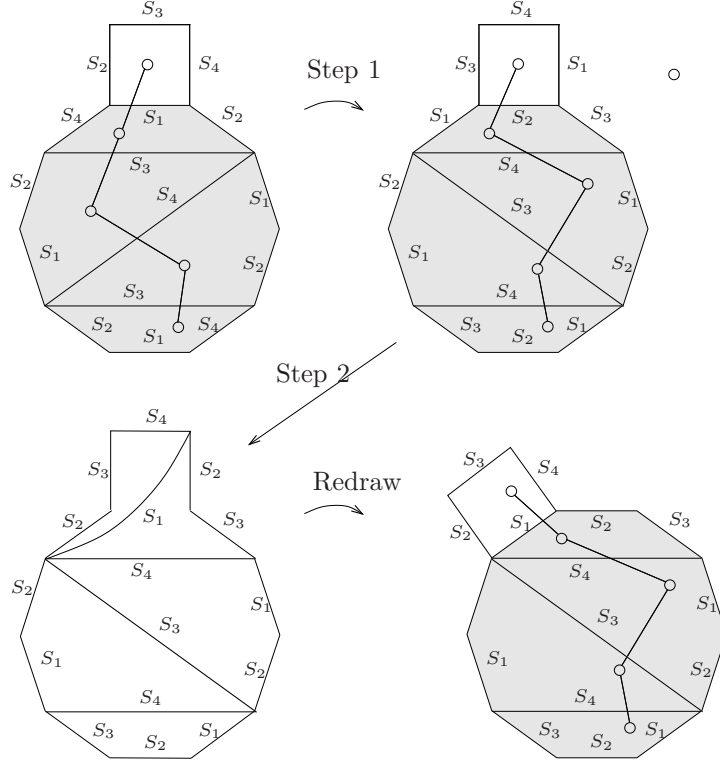 S₃
S₂ S₄
S₄ S₁ S₂
S₃
S₂ S₄ S₁
S₁ S₂
S₃
S₂ S₁ S₄
Step 1
S₄
S₃ S₁
S₁ S₂ S₃
S₄
S₂ S₃ S₁
S₁ S₂
S₄
S₃ S₂ S₁
Step 2
S₄
S₃ S₂
S₂ S₁ S₃
S₄
S₂ S₃ S₁
S₁ S₂
S₄
S₃ S₂ S₁
Redraw
S₃ S₄
S₂ S₁ S₂ S₃
S₄
S₃ S₁
S₁ S₂
S₄
S₃ S₂ S₁